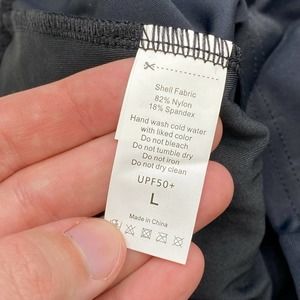 Shell Fabric
82% Nylon
18% Spandex
Hand wash cold water
with liked color
Do not bleach
Do not tumble dry
Do not iron
Do not dry clean
UPF50+
L
Made in China